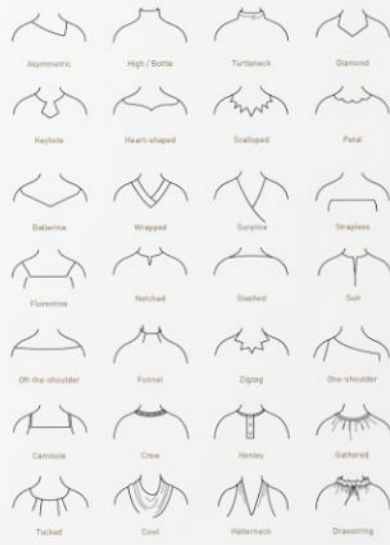 Asymmetric
High / Bottle
Turtleneck
Diamond
Keyhole
Heart-shaped
Scalloped
Petal
Ballerina
Wrapped
Surplice
Strapless
Florentine
Notched
Slashed
Off-the-shoulder
Funnel
Zigzag
One-shoulder
Camisole
Crew
Henley
Gathered
Tucked
Cowl
Halterneck
Drawstring